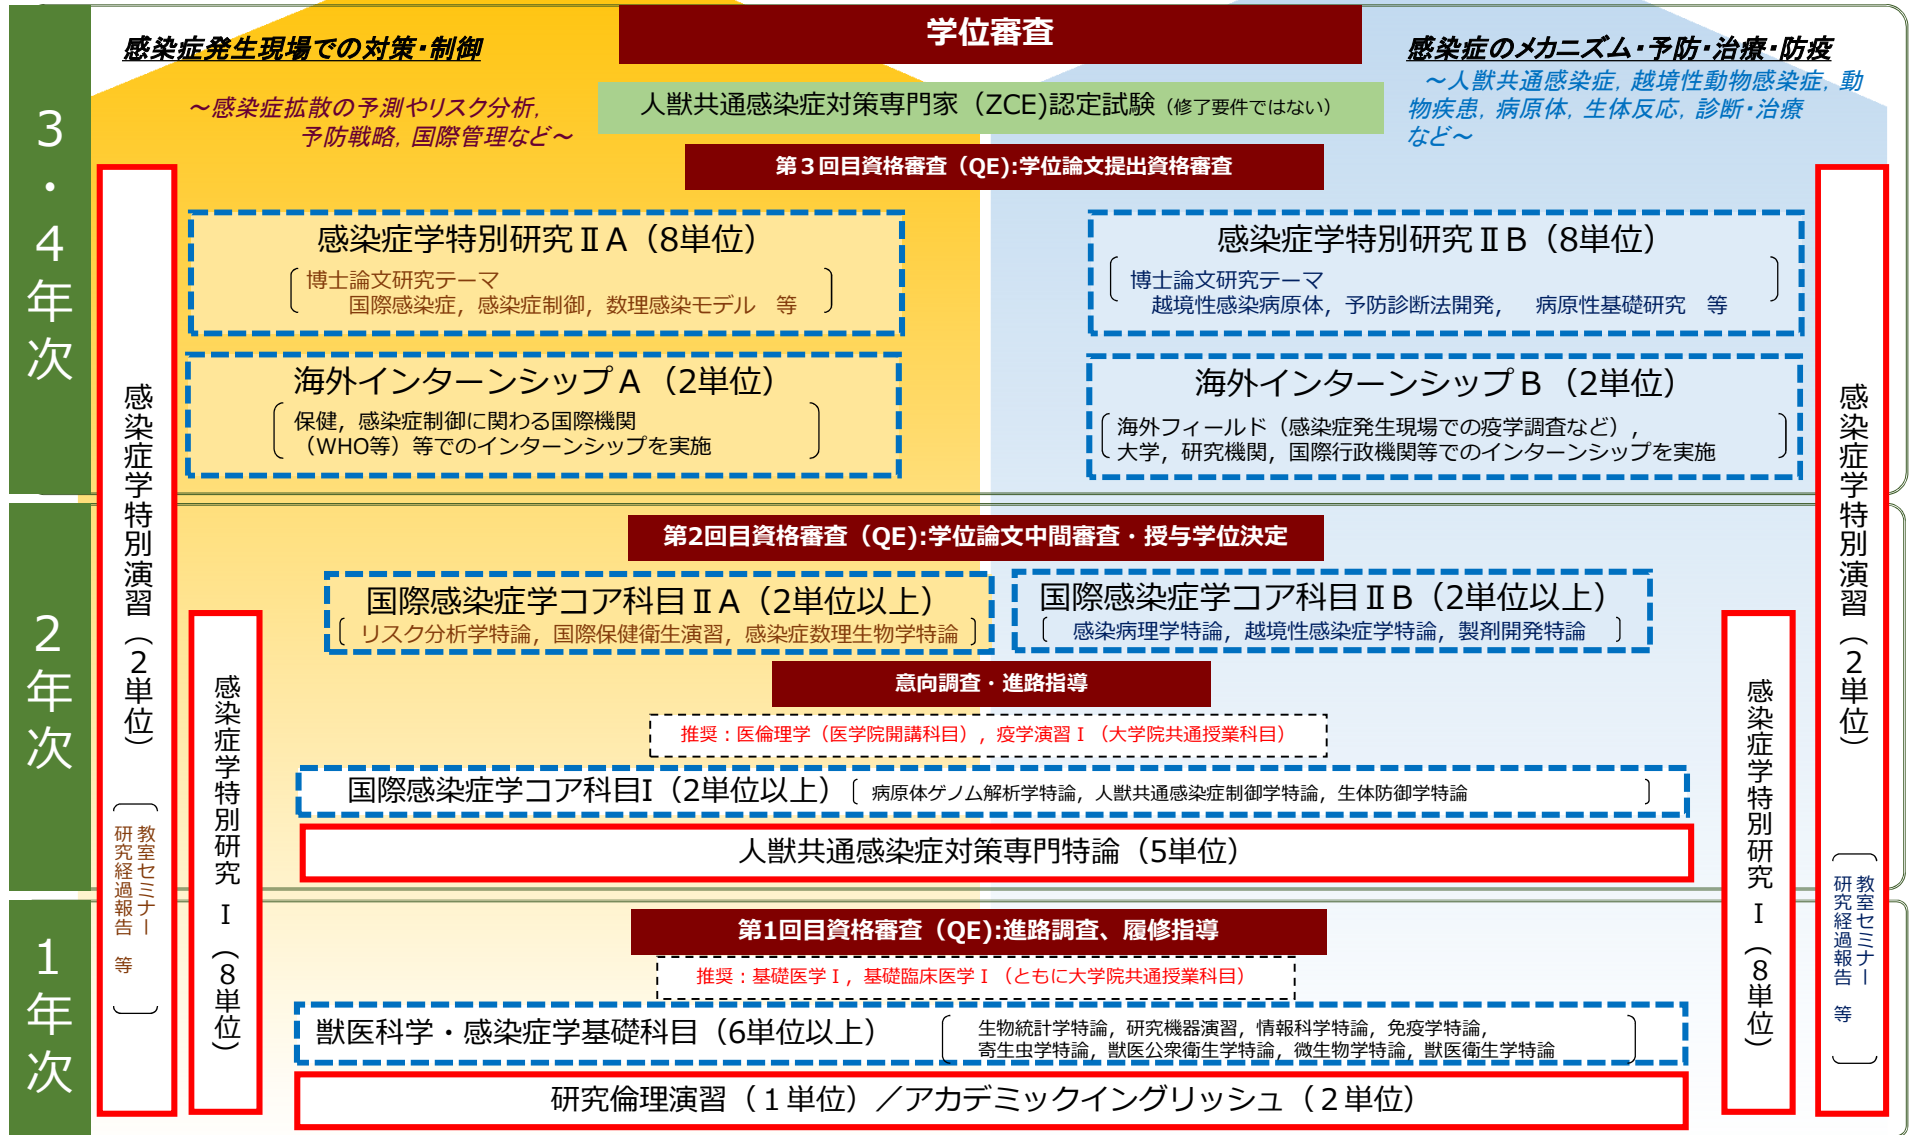 学位審査
感染症発生現場での対策・制御
～感染症拡散の予測やリスク分析,
予防戦略, 国際管理など～
感染症のメカニズム・予防・治療・防疫
～人獣共通感染症, 越境性動物感染症, 動
物疾患, 病原体, 生体反応, 診断・治療
など～
人獣共通感染症対策専門家（ZCE)認定試験（修了要件ではない）
第３回目資格審査（QE):学位論文提出資格審査
3・4年次
感染症学特別研究ⅡA（8単位）
博士論文研究テーマ
国際感染症，感染症制御，数理感染モデル　等
感染症学特別研究ⅡB（8単位）
博士論文研究テーマ
越境性感染病原体，予防診断法開発，　病原性基礎研究　等
海外インターンシップA（2単位）
保健，感染症制御に関わる国際機関
（WHO等）等でのインターンシップを実施
海外インターンシップB（2単位）
海外フィールド（感染症発生現場での疫学調査など），
大学，研究機関，国際行政機関等でのインターンシップを実施
感染症学特別演習（2単位）
教室セミナー
研究経過報告　等
感染症学特別演習（2単位）
教室セミナー
研究経過報告　等
2年次
第2回目資格審査（QE):学位論文中間審査・授与学位決定
国際感染症学コア科目ⅡA（2単位以上）
［リスク分析学特論，国際保健衛生演習，感染症数理生物学特論］
国際感染症学コア科目ⅡB（2単位以上）
［感染病理学特論，越境性感染症学特論，製剤開発特論］
意向調査・進路指導
推奨：医倫理学（医学院開講科目），疫学演習Ⅰ（大学院共通授業科目）
国際感染症学コア科目I（2単位以上）［病原体ゲノム解析学特論，人獣共通感染症制御学特論，生体防御学特論］
人獣共通感染症対策専門特論（5単位）
感染症学特別研究Ⅰ（8単位）
感染症学特別研究Ⅰ（8単位）
1年次
第1回目資格審査（QE):進路調査、履修指導
推奨：基礎医学Ⅰ，基礎臨床医学Ⅰ（ともに大学院共通授業科目）
獣医科学・感染症学基礎科目（6単位以上）
生物統計学特論，研究機器演習，情報科学特論，免疫学特論，
寄生虫学特論，獣医公衆衛生学特論，微生物学特論，獣医衛生学特論
研究倫理演習（１単位）／アカデミックイングリッシュ（２単位）